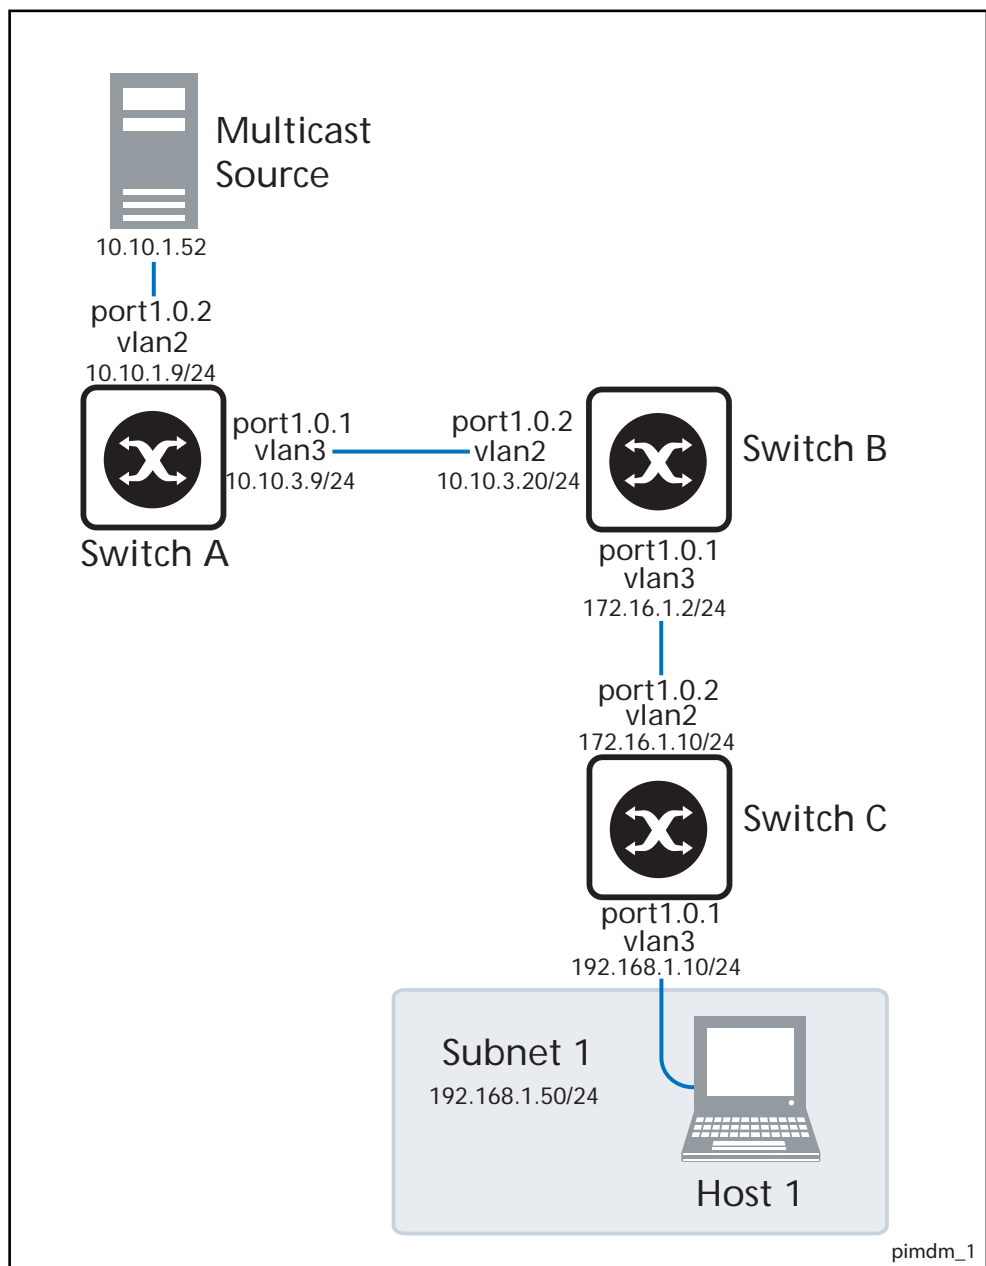 Multicast
Source
10.10.1.52
port1.0.2
vlan2
10.10.1.9/24
port1.0.1
vlan3
10.10.3.9/24
Switch A
port1.0.2
vlan2
10.10.3.20/24
Switch B
port1.0.1
vlan3
172.16.1.2/24
port1.0.2
vlan2
172.16.1.10/24
Switch C
port1.0.1
vlan3
192.168.1.10/24
Subnet 1
192.168.1.50/24
Host 1
pimdm_1